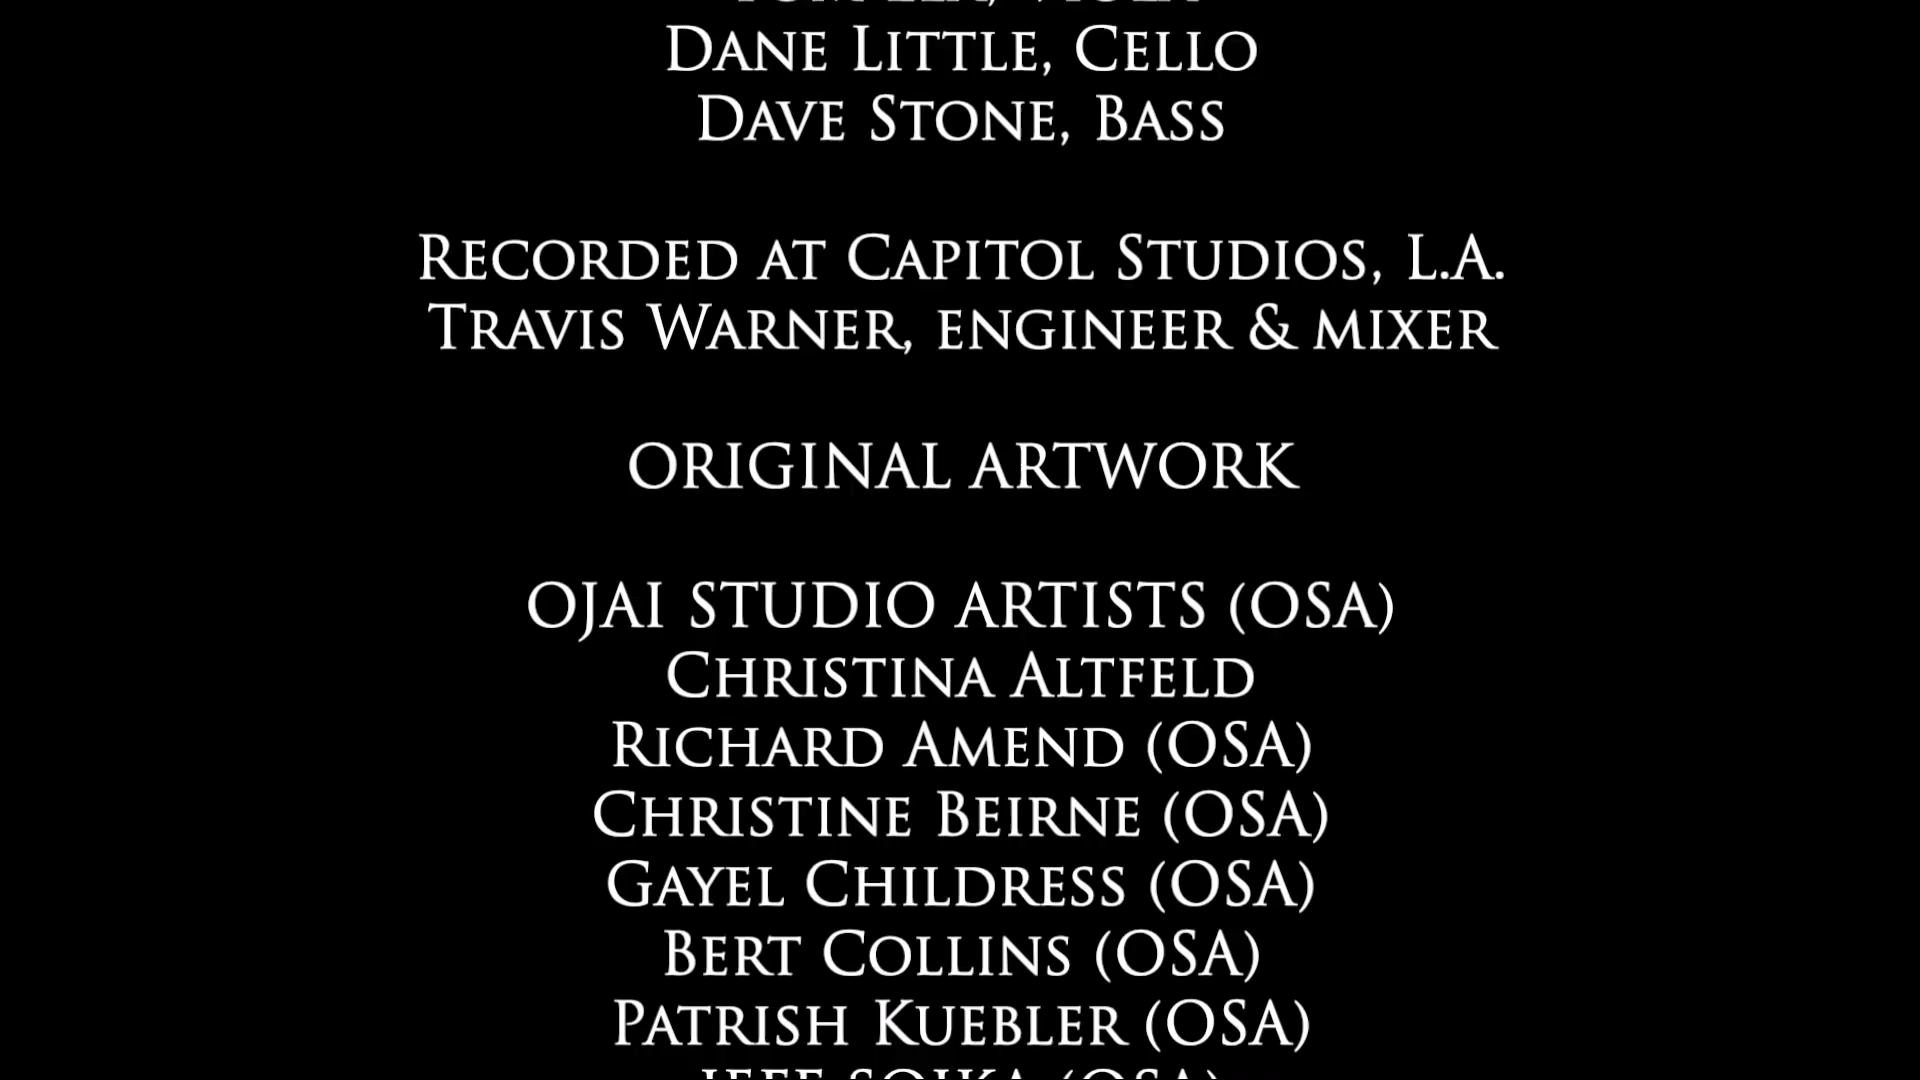 Dane Little, Cello
Dave Stone, Bass
Recorded at Capitol Studios, L.A.
Travis Warner, engineer & mixer
ORIGINAL ARTWORK
OJAI STUDIO ARTISTS (OSA)
Christina Altfeld
Richard Amend (OSA)
Christine Beirne (OSA)
Gayel Childress (OSA)
Bert Collins (OSA)
Patrish Kuebler (OSA)